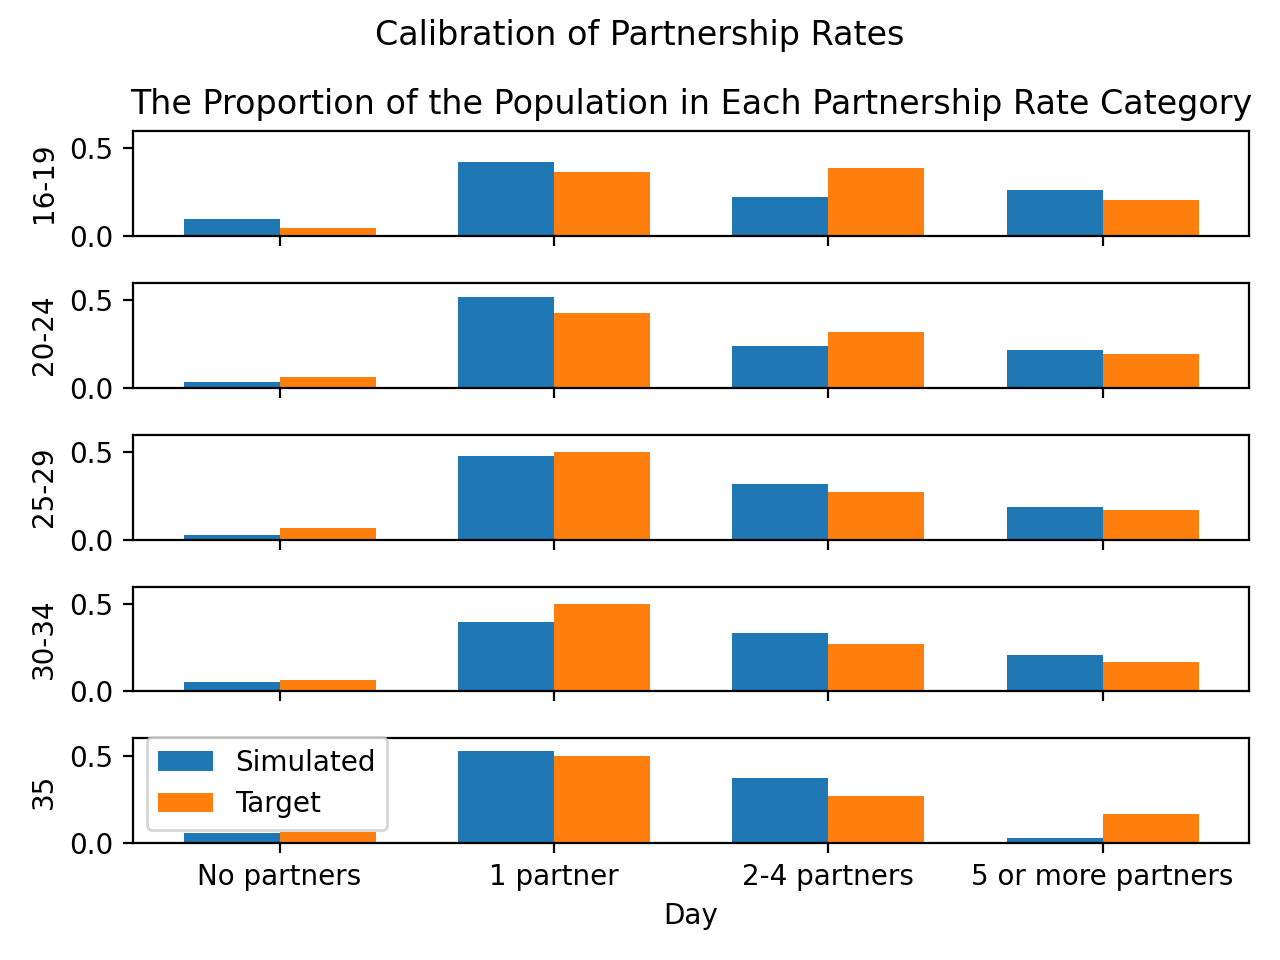 Calibration of Partnership Rates
The Proportion of the Population in Each Partnership Rate Category
16-19
0.5
0.0
20-24
0.5
0.0
25-29
0.5
0.0
30-34
0.5
0.0
35
0.5
0.0
Simulated
Target
No partners
1 partner
2-4 partners
5 or more partners
Day